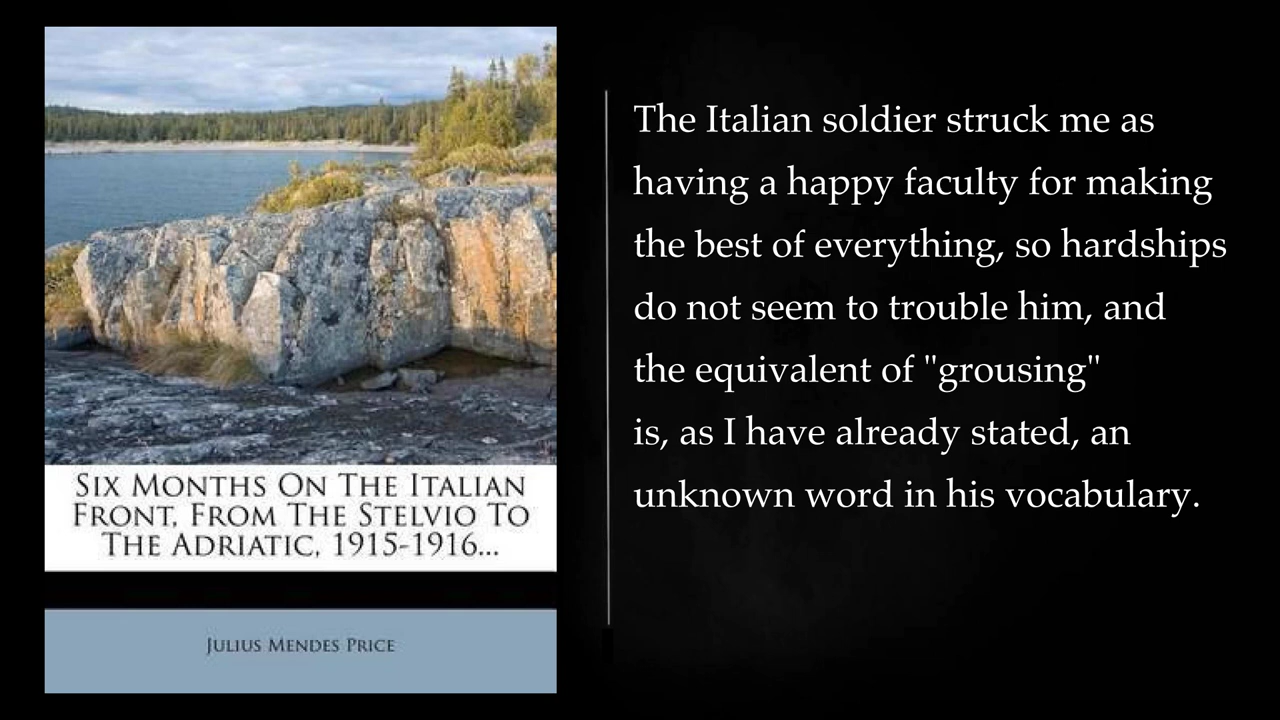 Six Months On The Italian
Front, From The Stelvio To
The Adriatic, 1915-1916...
Julius Mendes Price
The Italian soldier struck me as
having a happy faculty for making
the best of everything, so hardships
do not seem to trouble him, and
the equivalent of "grousing"
is, as I have already stated, an
unknown word in his vocabulary.